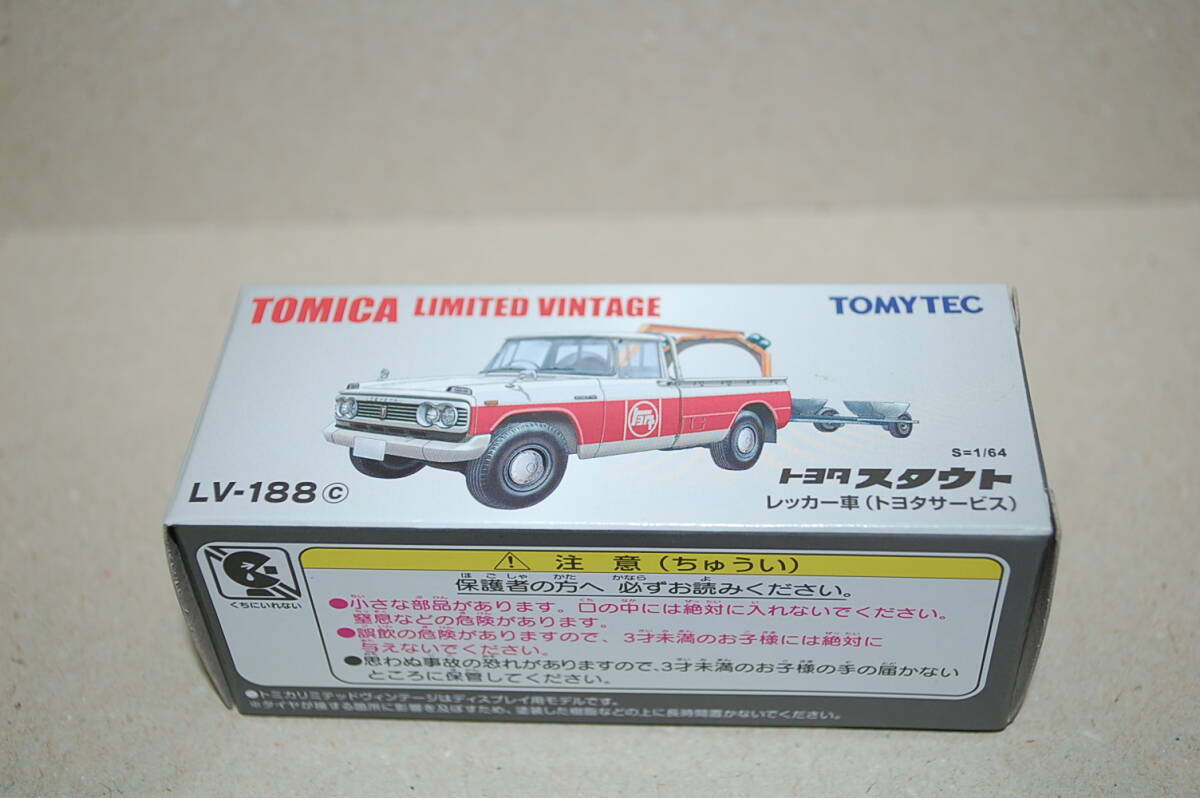 TOMICA LIMITED VINTAGE
TOMYTEC
トヨタ
S=1/64
LV-188 ⓒ
トヨタ スタウト
レッカー車(トヨタサービス)
くちにいれない
⚠ 注意(ちゅうい)
保護者の方へ 必ずお読みください。
●小さな部品があります。口の中には絶対に入れないでください。
窒息などの危険があります。
●誤飲の危険がありますので、3才未満のお子様には絶対に
与えないでください。
●思わぬ事故の恐れがありますので、3才未満のお子様の手の届かない
ところに保管してください。
●トミカリミテッドヴィンテージはディスプレイ用モデルです。
※タイヤが接する箇所に影響を及ぼすため、塗装した樹脂などの上に長時間置かないでください。